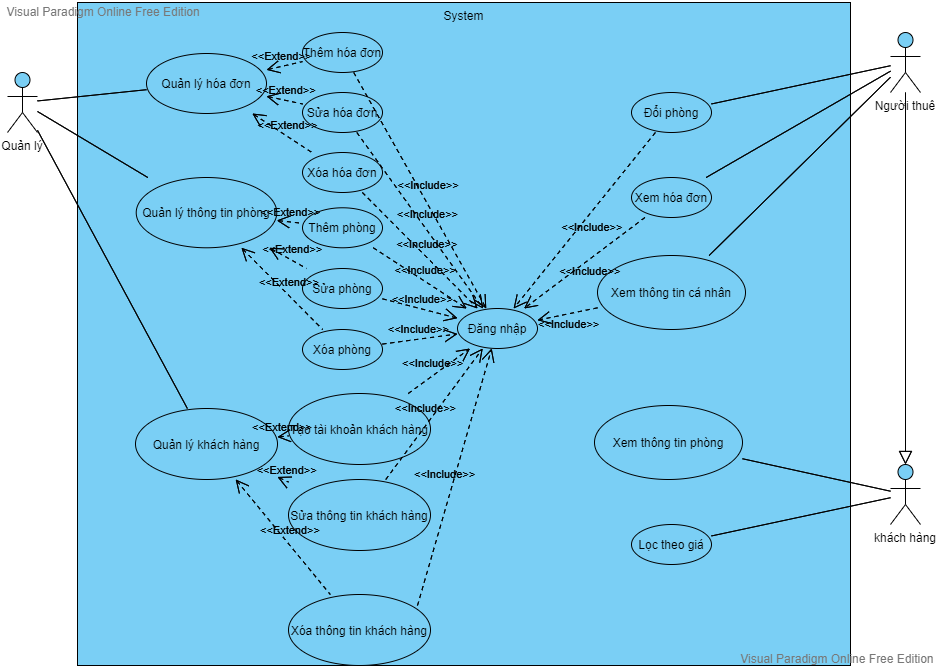 Visual Paradigm Online Free Edition
System
Quản lý
Người thuê
khách hàng
Quản lý hóa đơn
<<Extend>>
Thêm hóa đơn
<<Extend>>
Sửa hóa đơn
<<Extend>>
Xóa hóa đơn
Quản lý thông tin phòng
<<Extend>>
Thêm phòng
<<Extend>>
Sửa phòng
<<Extend>>
Xóa phòng
Quản lý khách hàng
<<Extend>>
Tạo tài khoản khách hàng
<<Extend>>
Sửa thông tin khách hàng
<<Extend>>
Xóa thông tin khách hàng
<<Include>>
<<Include>>
<<Include>>
<<Include>>
<<Include>>
<<Include>>
<<Include>>
<<Include>>
<<Include>>
Đăng nhập
Đổi phòng
<<Include>>
Xem hóa đơn
<<Include>>
Xem thông tin cá nhân
<<Include>>
Xem thông tin phòng
Lọc theo giá
Visual Paradigm Online Free Edition